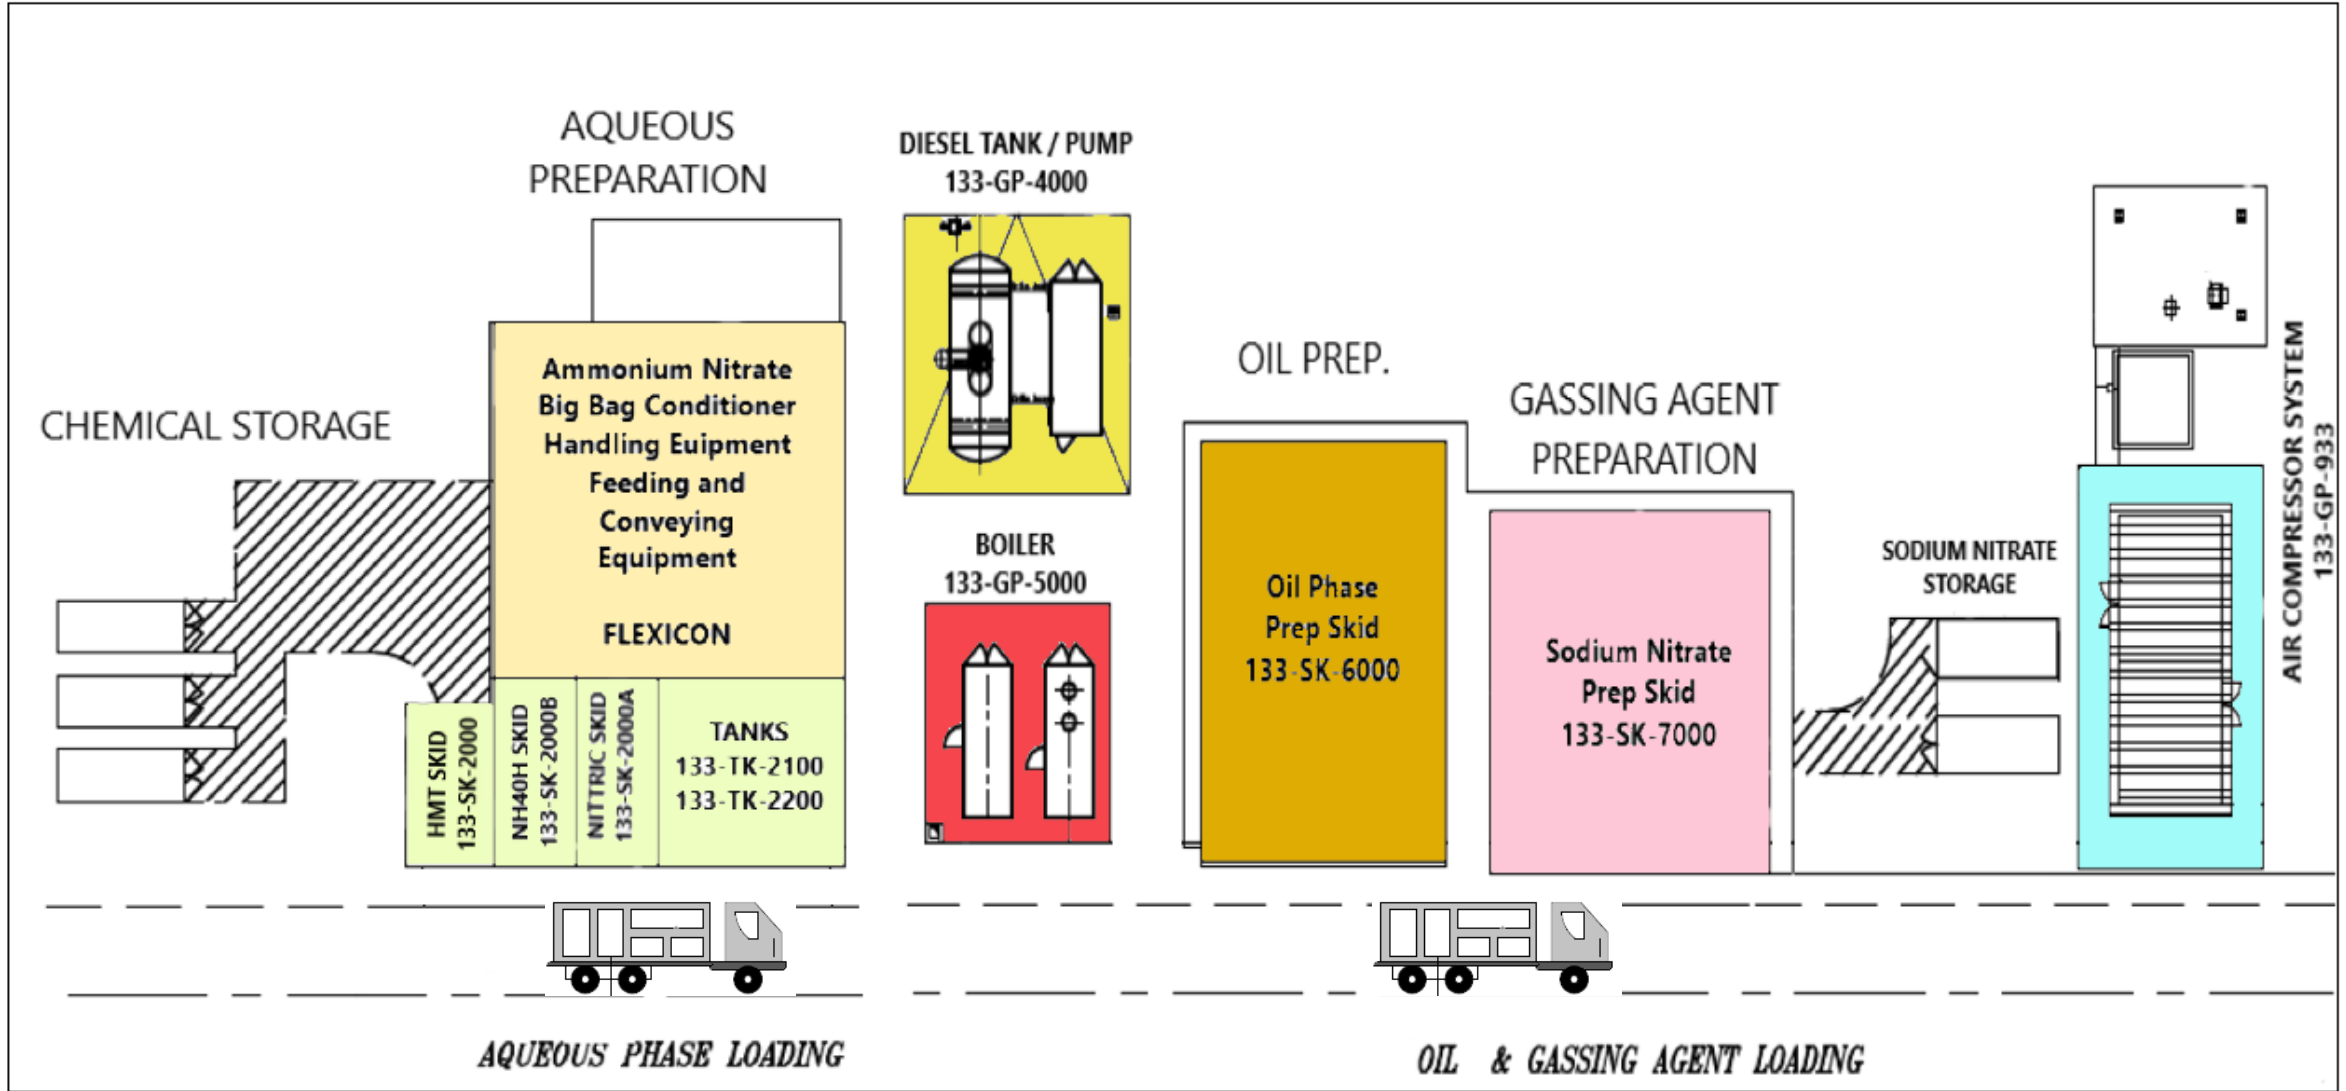 AQUEOUS
PREPARATION
DIESEL TANK / PUMP
133-GP-4000
CHEMICAL STORAGE
Ammonium Nitrate
Big Bag Conditioner
Handling Euipment
Feeding and
Conveying
Equipment
FLEXICON
HMT SKID
133-SK-2000
NH40H SKID
133-SK-2000B
NITTRIC SKID
133-SK-2000A
TANKS
133-TK-2100
133-TK-2200
BOILER
133-GP-5000
OIL PREP.
Oil Phase
Prep Skid
133-SK-6000
GASSING AGENT
PREPARATION
Sodium Nitrate
Prep Skid
133-SK-7000
SODIUM NITRATE
STORAGE
AIR COMPRESSOR SYSTEM
133-GP-933
AQUEOUS PHASE LOADING
OIL & GASSING AGENT LOADING